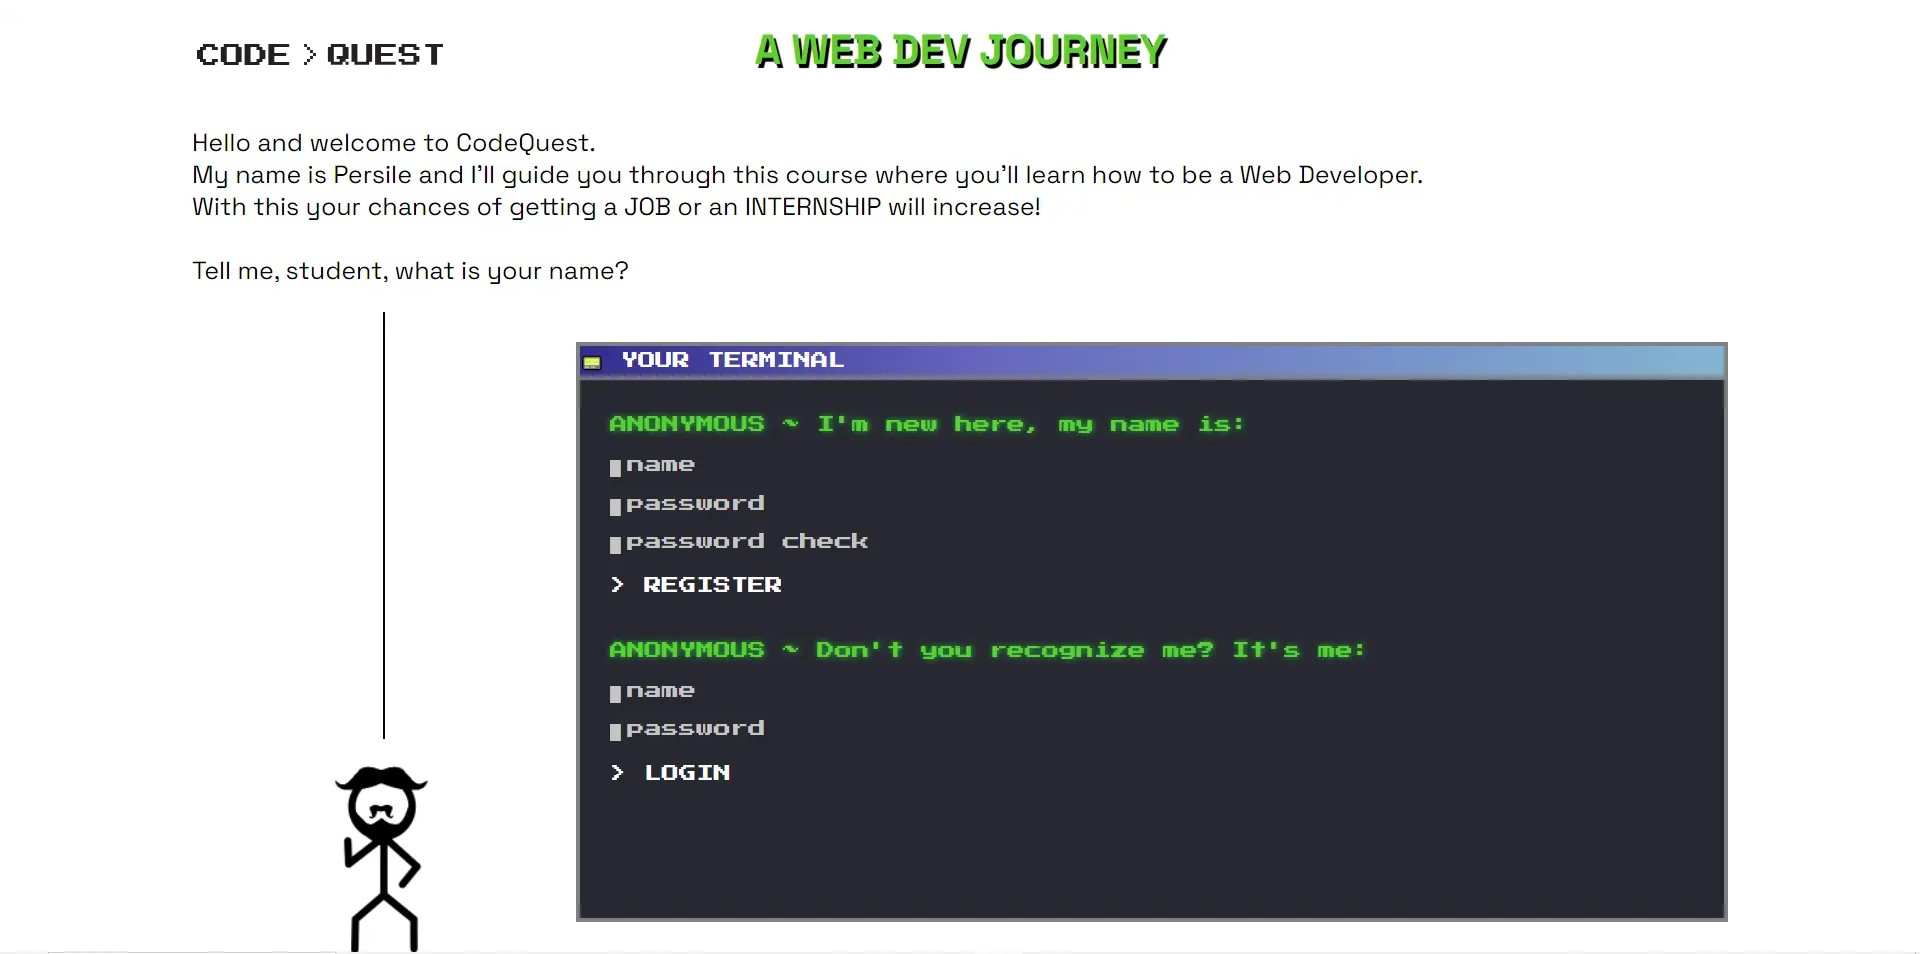 CODE > QUEST
A WEB DEV JOURNEY
Hello and welcome to CodeQuest.
My name is Persile and I'll guide you through this course where you'll learn how to be a Web Developer.
With this your chances of getting a JOB or an INTERNSHIP will increase!
Tell me, student, what is your name?
YOUR TERMINAL
ANONYMOUS ~ I'm new here, my name is:
name
password
password check
> REGISTER
ANONYMOUS ~ Don't you recognize me? It's me:
name
password
> LOGIN